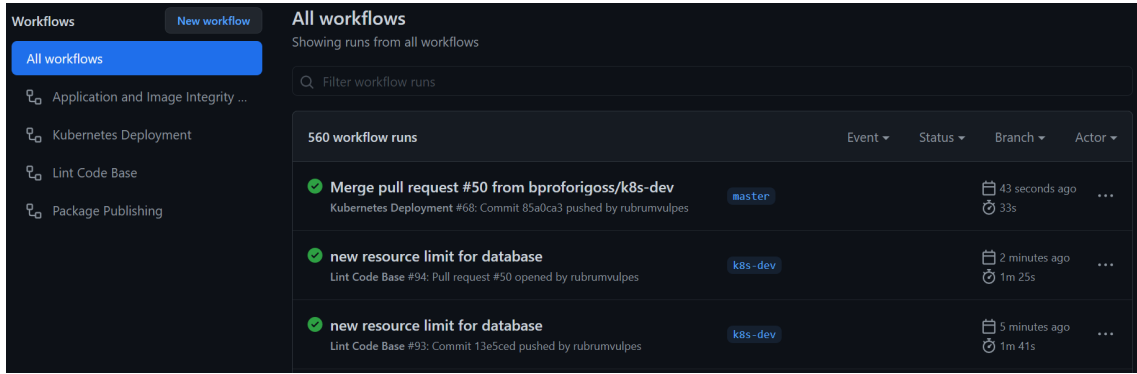 Workflows
New workflow
All workflows
Application and Image Integrity ...
Kubernetes Deployment
Lint Code Base
Package Publishing
All workflows
Showing runs from all workflows
Filter workflow runs
560 workflow runs
Event
Status
Branch
Actor
Merge pull request #50 from bproforigoss/k8s-dev
Kubernetes Deployment #68: Commit 85a0ca3 pushed by rubrumvulpes
master
43 seconds ago
33s
new resource limit for database
Lint Code Base #94: Pull request #50 opened by rubrumvulpes
k8s-dev
2 minutes ago
1m 25s
new resource limit for database
Lint Code Base #93: Commit 13e5ced pushed by rubrumvulpes
k8s-dev
5 minutes ago
1m 41s